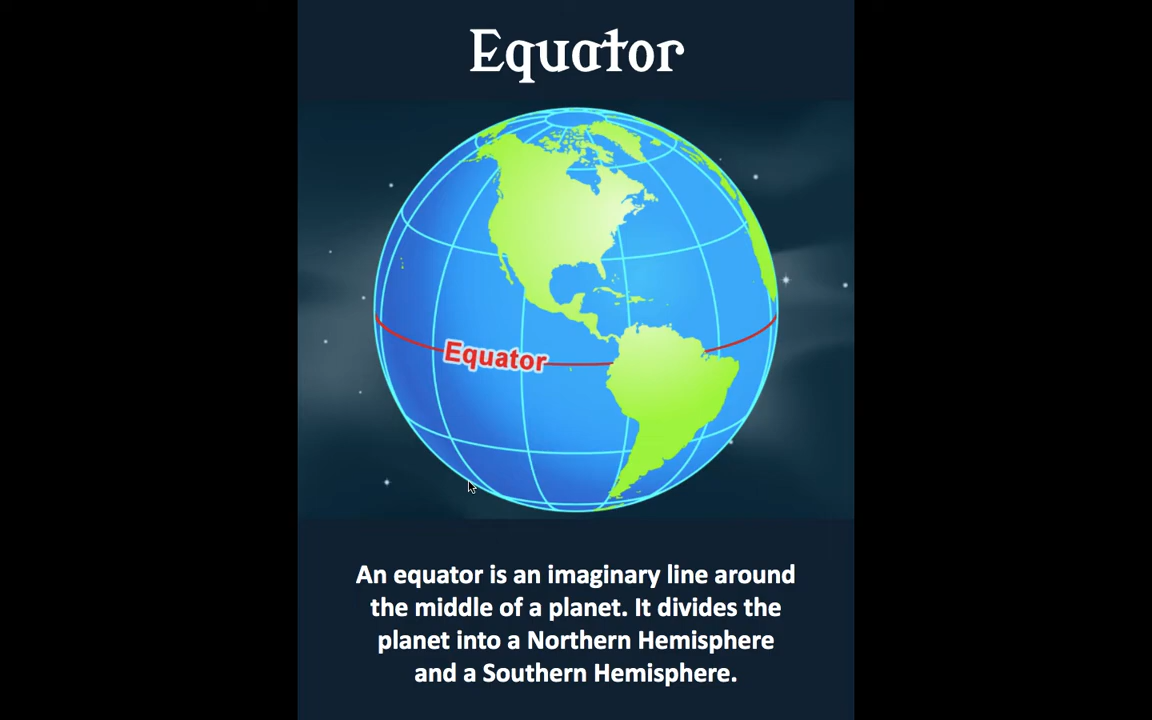 Equator
Equator
An equator is an imaginary line around
the middle of a planet. It divides the
planet into a Northern Hemisphere
and a Southern Hemisphere.